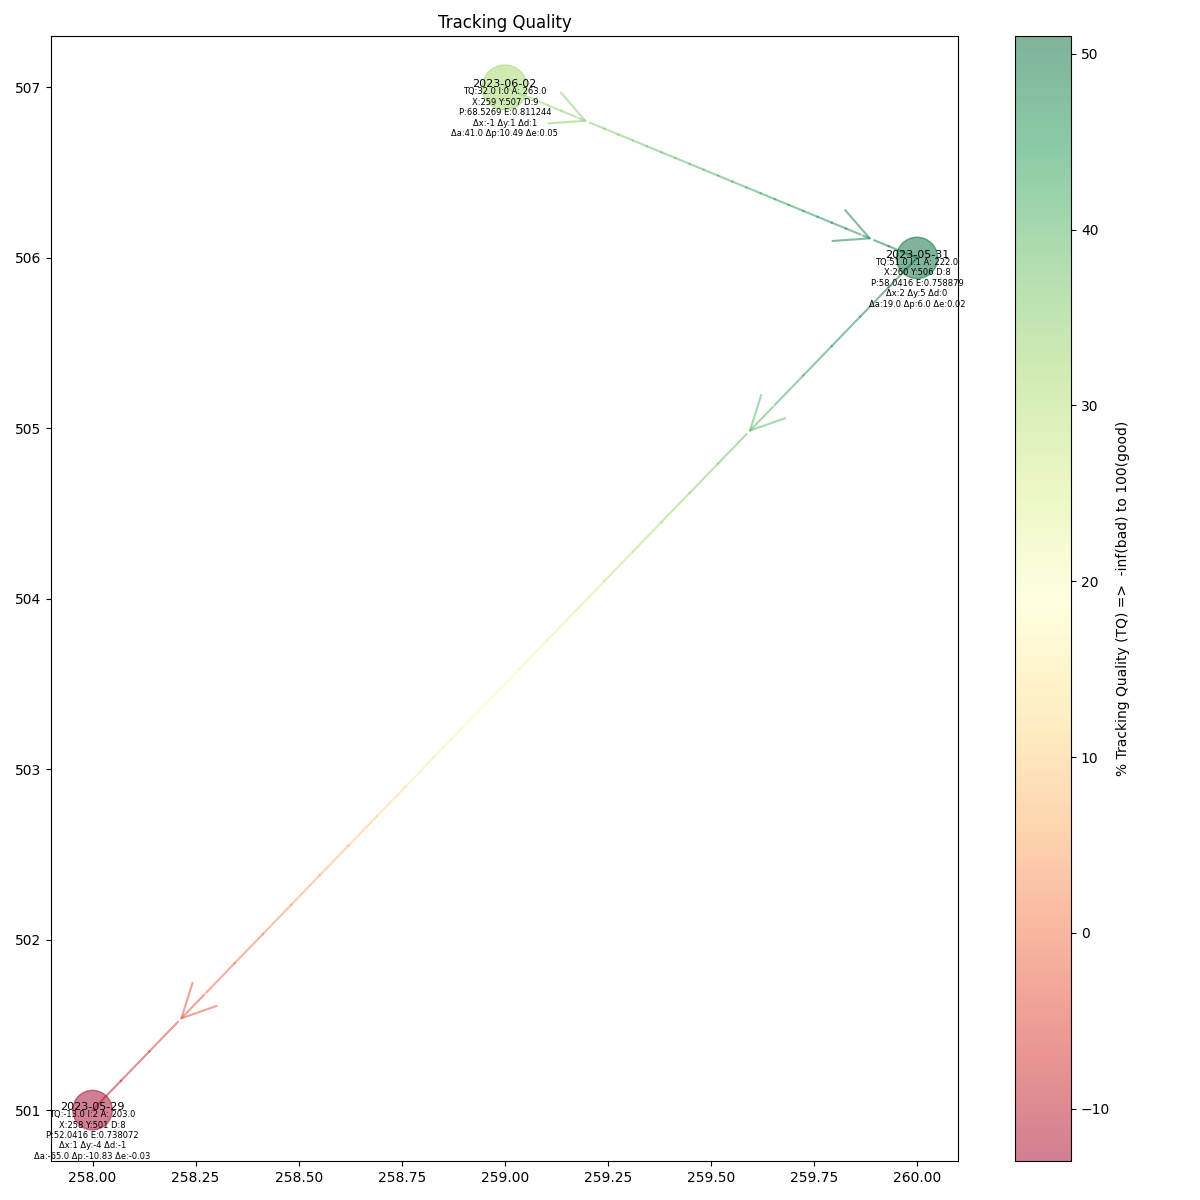 Tracking Quality
507
506
505
504
503
502
501
258.00
258.25
258.50
258.75
259.00
259.25
259.50
259.75
260.00
2023-06-02
TQ:32.0 I:0 A: 263.0
X:259 Y:507 D:9
P:68.5269 E:0.811244
Δx:-1 Δy:1 Δd:1
Δa:41.0 Δp:10.49 Δe:0.05
2023-05-31
TQ:51.0 I:1 A: 222.0
X:260 Y:506 D:8
P:58.0416 E:0.758879
Δx:2 Δy:5 Δd:0
Δa:19.0 Δp:6.0 Δe:0.02
2023-05-29
TQ:-13.0 I:2 A: 203.0
X:258 Y:501 D:8
P:52.0416 E:0.738072
Δx:1 Δy:-4 Δd:-1
Δa:-65.0 Δp:-10.83 Δe:-0.03
50
40
30
20
10
0
−10
% Tracking Quality (TQ) => -inf(bad) to 100(good)